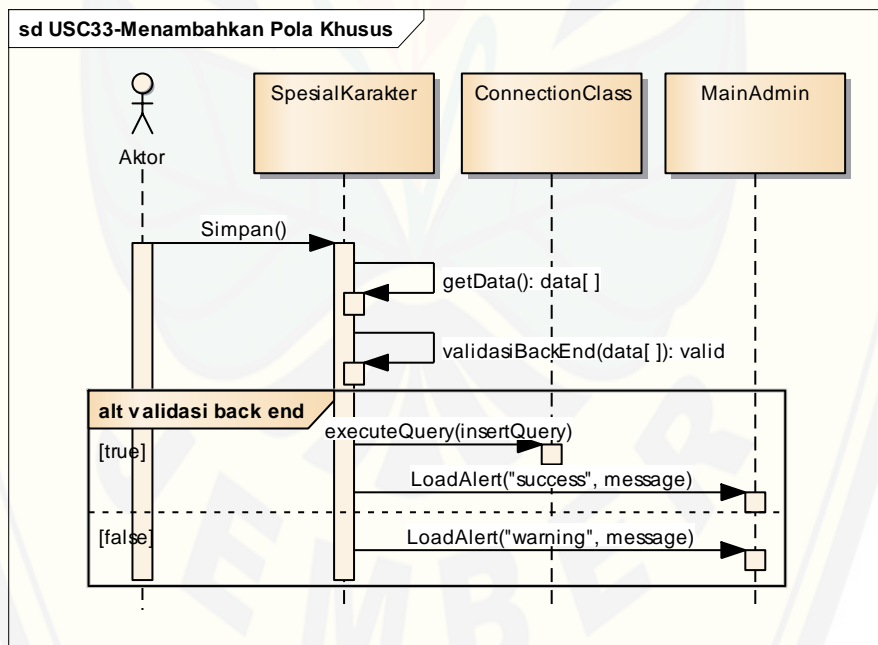 sd USC33-Menambahkan Pola Khusus
Aktor
SpesialKarakter
ConnectionClass
MainAdmin
Simpan()
getData(): data[ ]
validasiBackEnd(data[ ]): valid
alt validasi back end
[true]
executeQuery(insertQuery)
LoadAlert("success", message)
[false]
LoadAlert("warning", message)